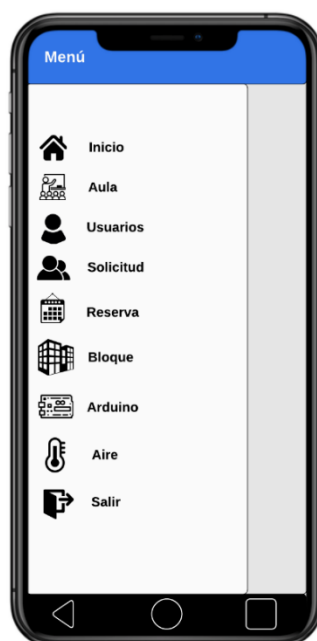 Menú
Inicio
Aula
Usuarios
Solicitud
Reserva
Bloque
Arduino
Aire
Salir